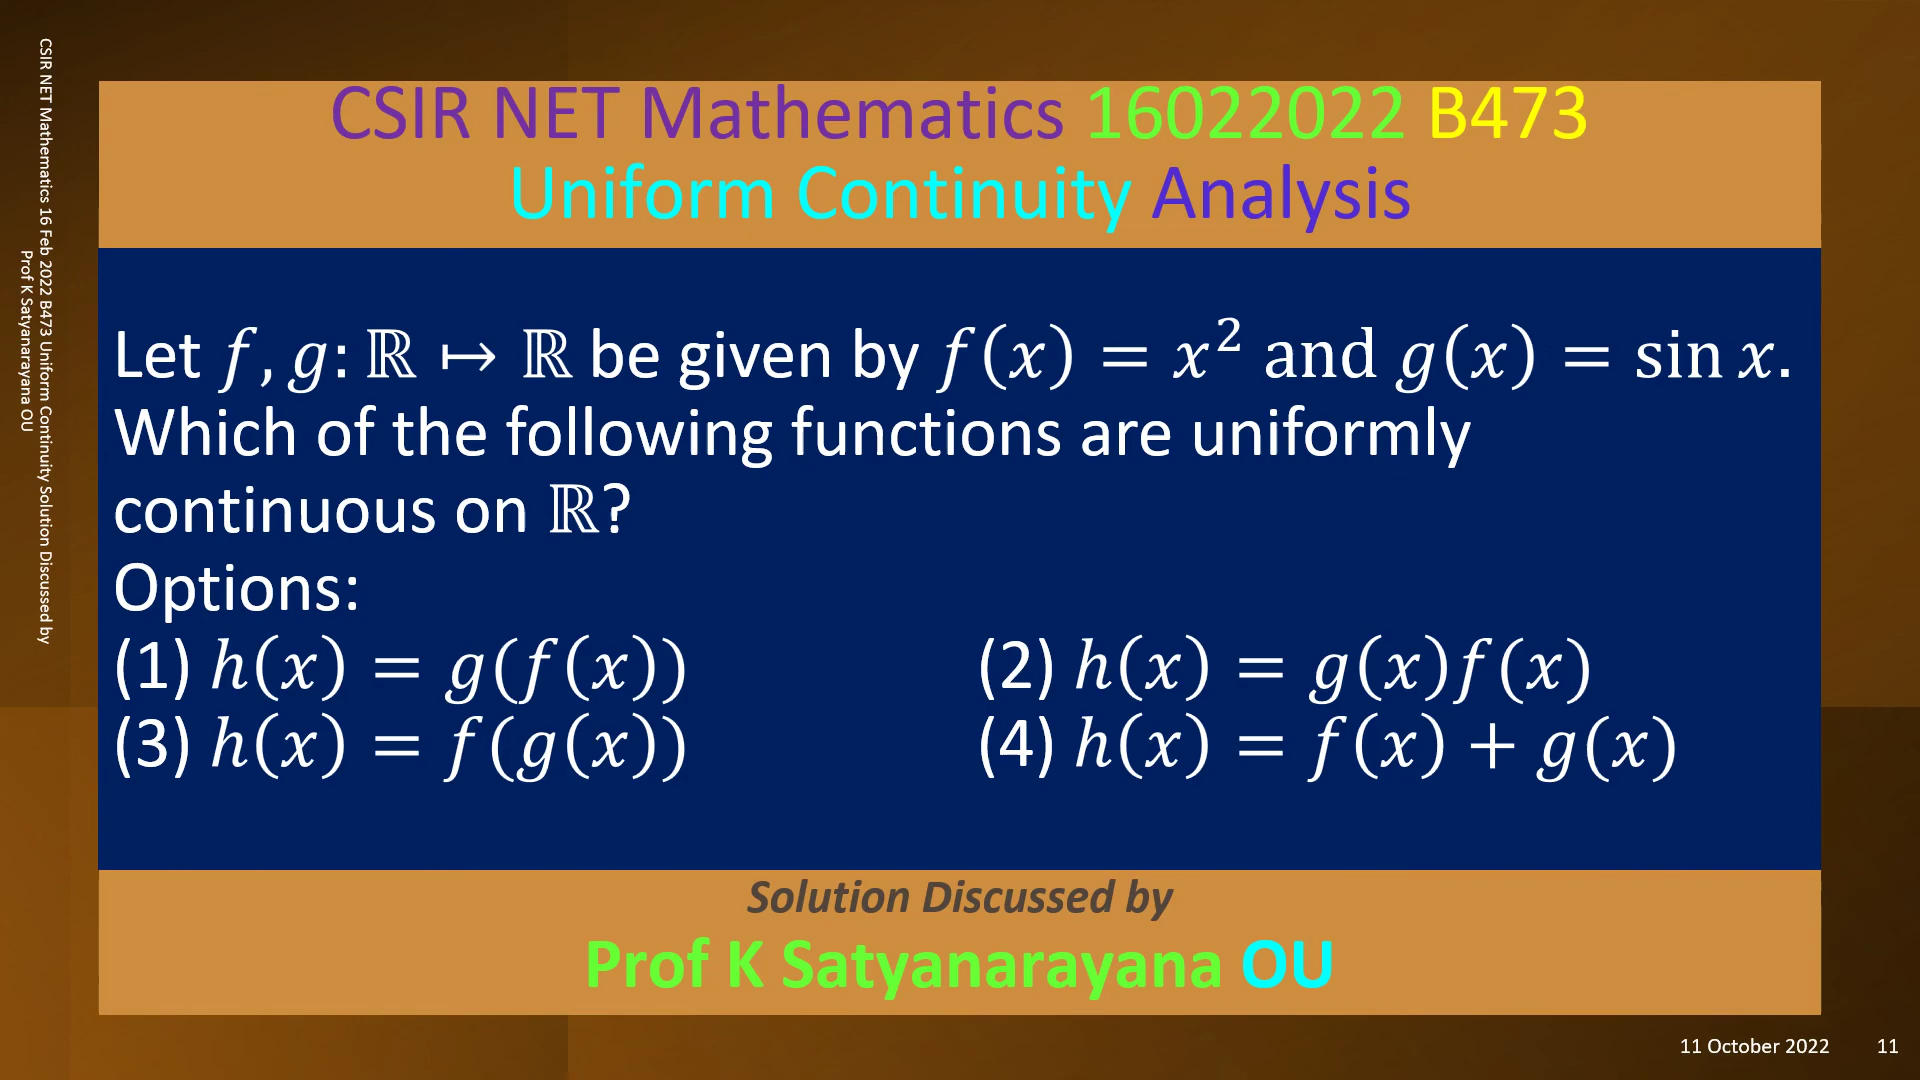 CSIR NET Mathematics 16 Feb 2022 B473 Uniform Continuity Solution Discussed by
Prof K Satyanarayana OU
CSIR NET Mathematics 16022022 B473
Uniform Continuity Analysis
Let f, g: ℝ ↦ ℝ be given by f(x) = x² and g(x) = sin x.
Which of the following functions are uniformly
continuous on ℝ?
Options:
(1) h(x) = g(f(x)) (2) h(x) = g(x)f(x)
(3) h(x) = f(g(x)) (4) h(x) = f(x) + g(x)
Solution Discussed by
Prof K Satyanarayana OU
11 October 2022 11